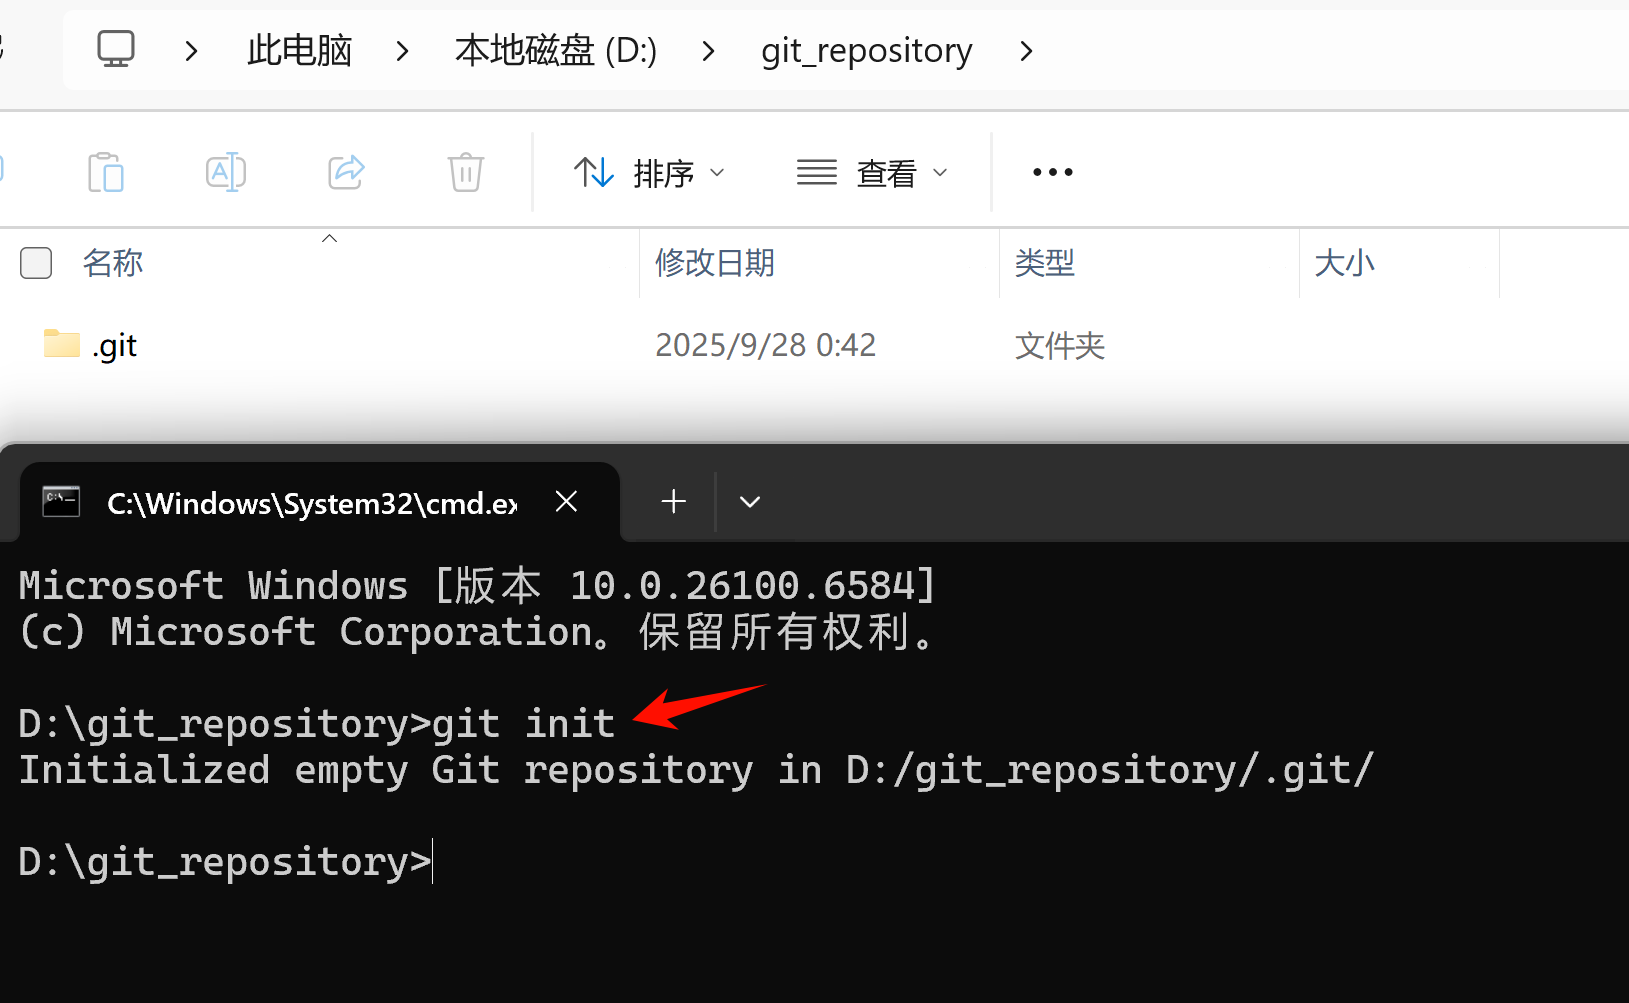 此电脑 本地磁盘 (D:) git_repository
排序 查看
名称 修改日期 类型 大小
.git 2025/9/28 0:42 文件夹
C:\Windows\System32\cmd.ex
Microsoft Windows [版本 10.0.26100.6584]
(c) Microsoft Corporation。保留所有权利。
D:\git_repository>git init
Initialized empty Git repository in D:/git_repository/.git/
D:\git_repository>